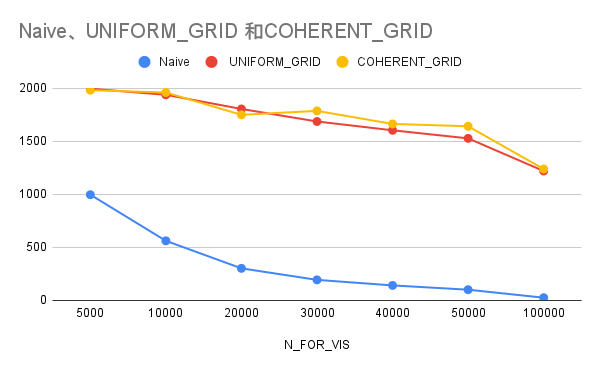 Naive、UNIFORM_GRID 和COHERENT_GRID
Naive UNIFORM_GRID COHERENT_GRID
2000
1500
1000
500
0
5000 10000 20000 30000 40000 50000 100000
N_FOR_VIS